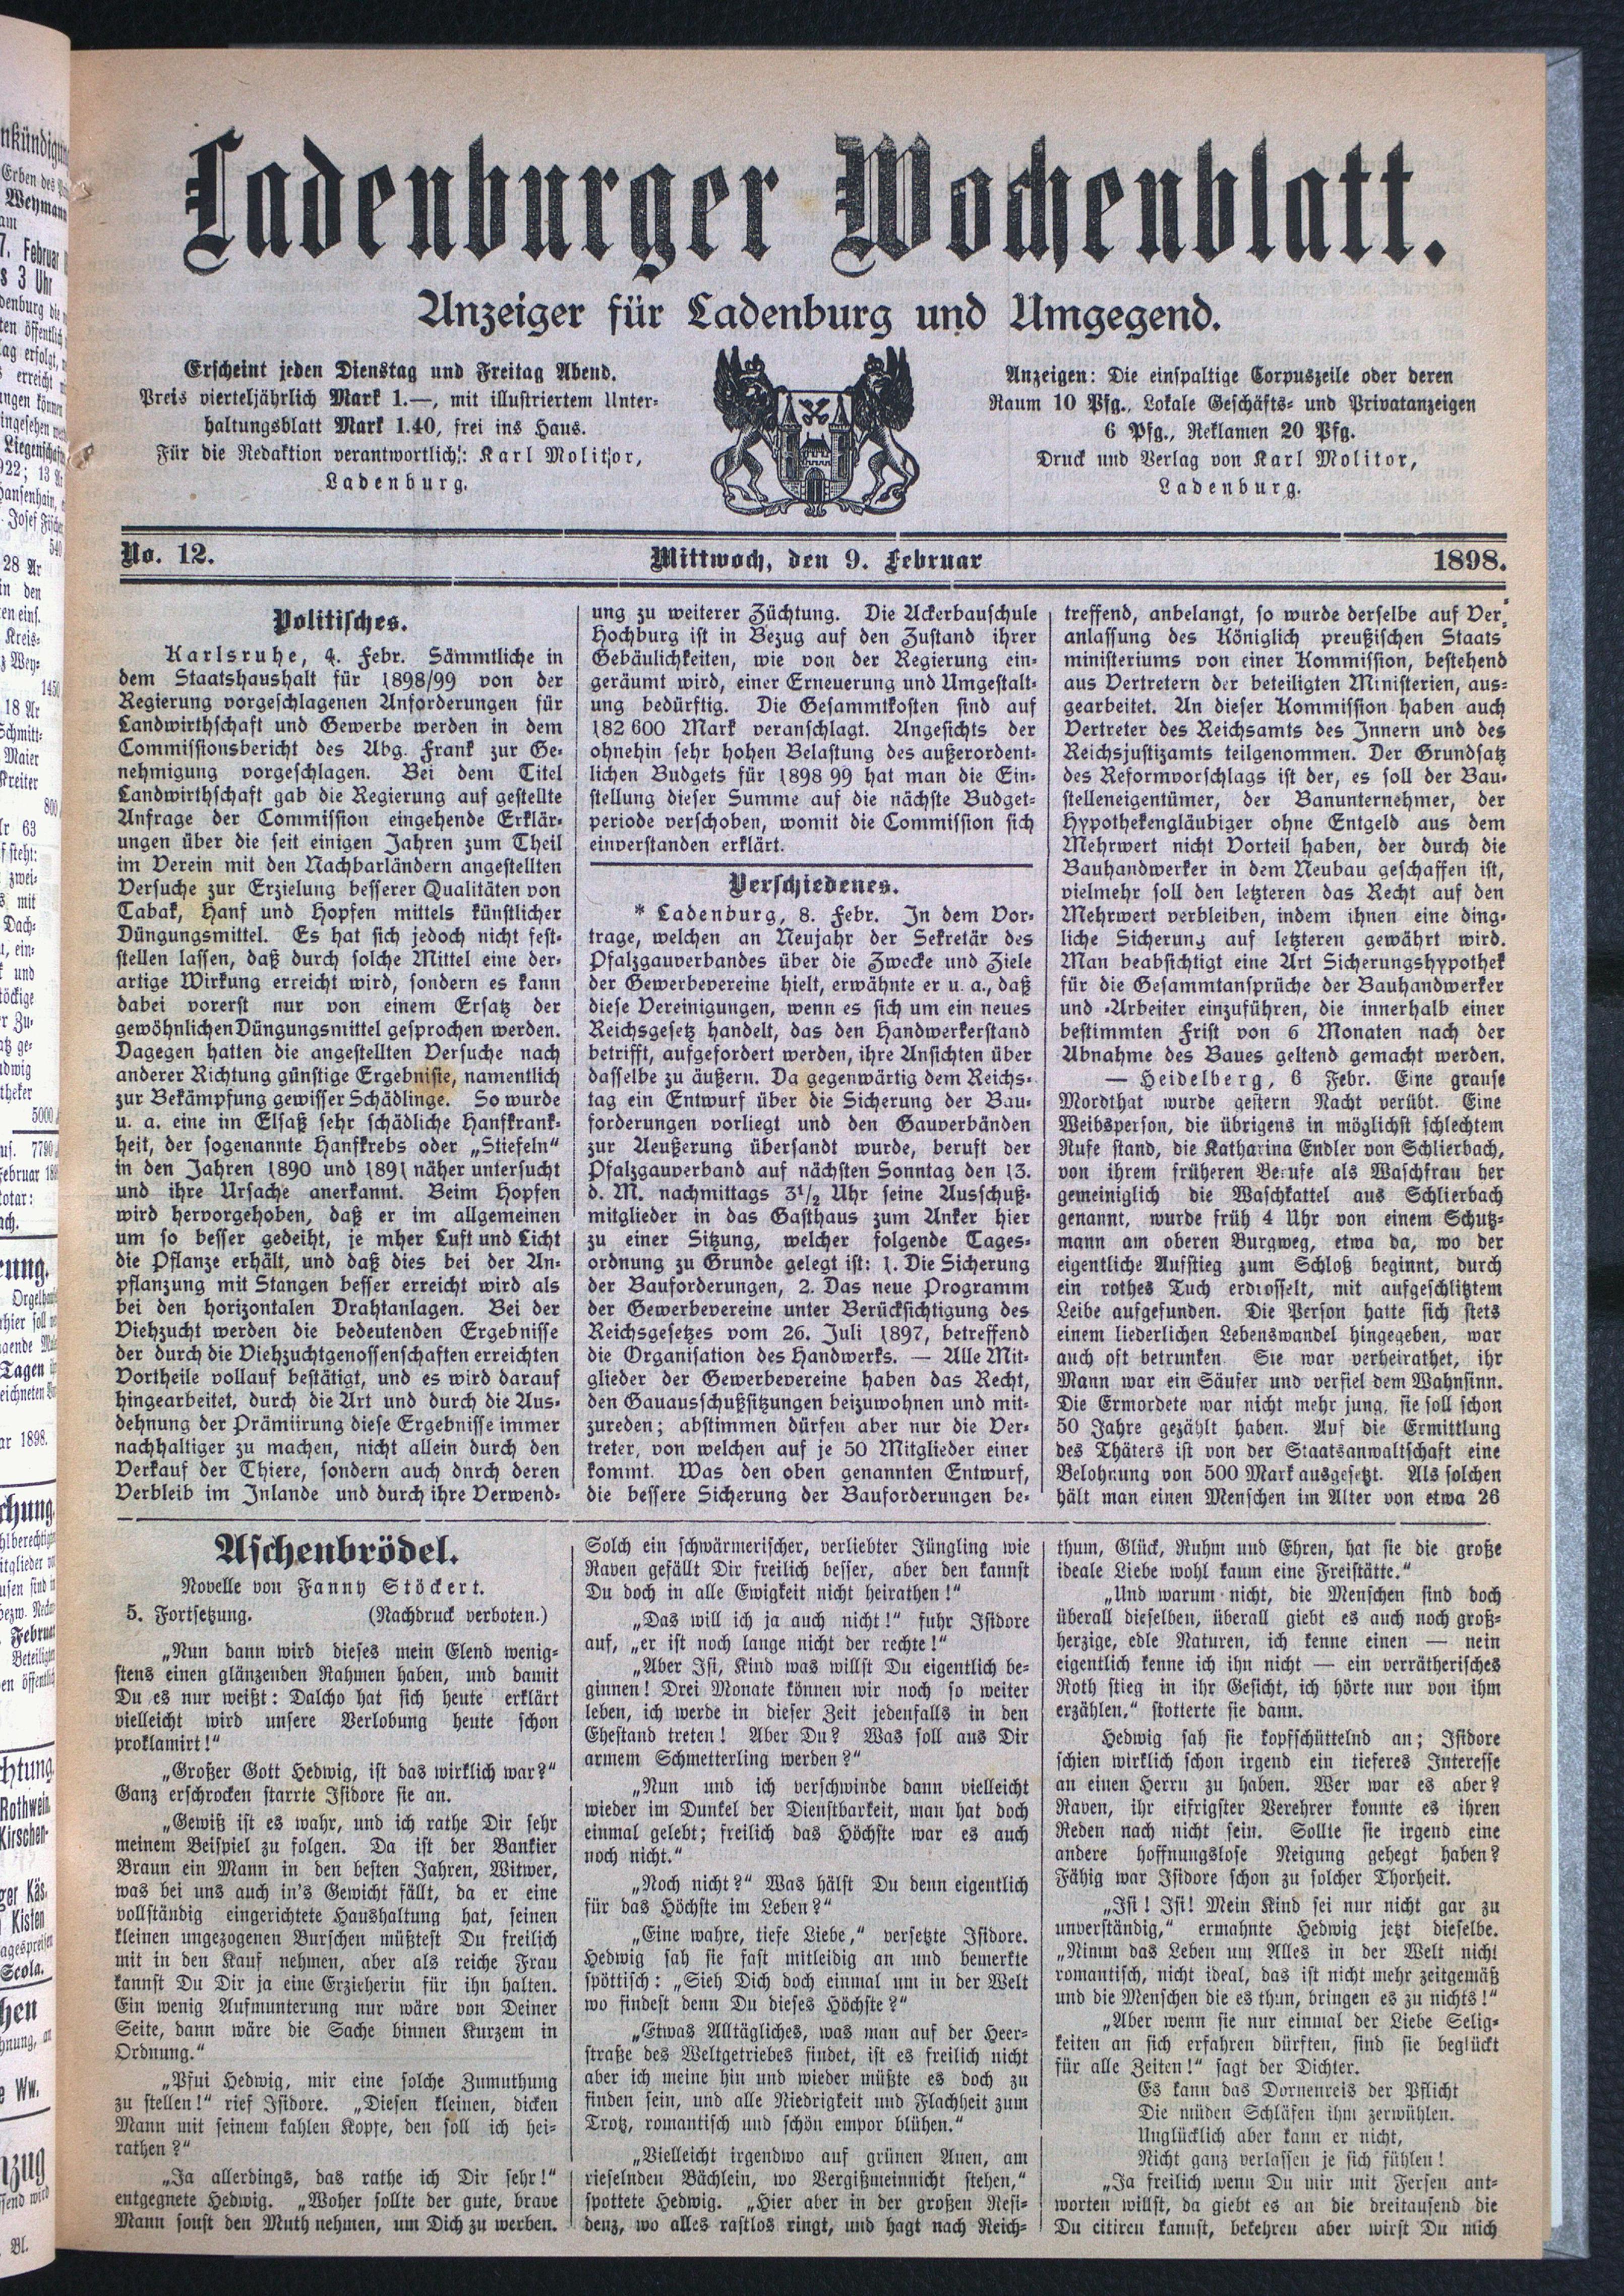 Ladenburger Wochenblatt.
Anzeiger für Ladenburg und Umgegend.
Erscheint jeden Dienstag und Freitag Abend.
Preis vierteljährlich Mark 1.—, mit illustriertem Unter-
haltungsblatt Mark 1.40, frei ins Haus.
Für die Redaktion verantwortlich: Karl Molitor,
Ladenburg.
Anzeigen: Die einspaltige Corpuszeile oder deren
Raum 10 Pfg., Lokale Geschäfts- und Privatanzeigen
6 Pfg., Reklamen 20 Pfg.
Druck und Verlag von Karl Molitor,
Ladenburg.
No. 12.
Mittwoch, den 9. Februar
1898.
Politisches.
Karlsruhe, 4. Febr. Sämmtliche in
dem Staatshaushalt für 1898/99 von der
Regierung vorgeschlagenen Anforderungen für
Landwirthschaft und Gewerbe werden in dem
Commissionsbericht des Abg. Frank zur Ge-
nehmigung vorgeschlagen. Bei dem Titel
Landwirthschaft gab die Regierung auf gestellte
Anfrage der Commission eingehende Erklär-
ungen über die seit einigen Jahren zum Theil
im Verein mit den Nachbarländern angestellten
Versuche zur Erzielung besserer Qualitäten von
Tabak, Hanf und Hopfen mittels künstlicher
Düngungsmittel. Es hat sich jedoch nicht fest-
stellen lassen, daß durch solche Mittel eine der-
artige Wirkung erreicht wird, sondern es kann
dabei vorerst nur von einem Ersatz der
gewöhnlichen Düngungsmittel gesprochen werden.
Dagegen hatten die angestellten Versuche nach
anderer Richtung günstige Ergebnisse, namentlich
zur Bekämpfung gewisser Schädlinge. So wurde
u. a. eine im Elsaß sehr schädliche Hanfkrank-
heit, der sogenannte Hanfkrebs oder „Stiefeln“
in den Jahren 1890 und 1891 näher untersucht
und ihre Ursache anerkannt. Beim Hopfen
wird hervorgehoben, daß er im allgemeinen
um so besser gedeiht, je mher Luft und Licht
die Pflanze erhält, und daß dies bei der An-
pflanzung mit Stangen besser erreicht wird als
bei den horizontalen Drahtanlagen. Bei der
Viehzucht werden die bedeutenden Ergebnisse
der durch die Viehzuchtgenossenschaften erreichten
Vortheile vollauf bestätigt, und es wird darauf
hingearbeitet, durch die Art und durch die Aus-
dehnung der Prämiirung diese Ergebnisse immer
nachhaltiger zu machen, nicht allein durch den
Verkauf der Thiere, sondern auch dnrch deren
Verbleib im Inlande und durch ihre Verwend-
ung zu weiterer Züchtung. Die Ackerbauschule
Hochburg ist in Bezug auf den Zustand ihrer
Gebäulichkeiten, wie von der Regierung ein-
geräumt wird, einer Erneuerung und Umgestalt-
ung bedürftig. Die Gesammtkosten sind auf
182 600 Mark veranschlagt. Angesichts der
ohnehin sehr hohen Belastung des außerordent-
lichen Budgets für 1898 99 hat man die Ein-
stellung dieser Summe auf die nächste Budget-
periode verschoben, womit die Commission sich
einverstanden erklärt.
Verschiedenes.
* Ladenburg, 8. Febr. In dem Vor-
trage, welchen an Neujahr der Sekretär des
Pfalzgauverbandes über die Zwecke und Ziele
der Gewerbevereine hielt, erwähnte er u. a., daß
diese Vereinigungen, wenn es sich um ein neues
Reichsgesetz handelt, das den Handwerkerstand
betrifft, aufgefordert werden, ihre Ansichten über
dasselbe zu äußern. Da gegenwärtig dem Reichs-
tag ein Entwurf über die Sicherung der Bau-
forderungen vorliegt und den Gauverbänden
zur Aeußerung übersandt wurde, beruft der
Pfalzgauverband auf nächsten Sonntag den 13.
d. M. nachmittags 3½ Uhr seine Ausschuß-
mitglieder in das Gasthaus zum Anker hier
zu einer Sitzung, welcher folgende Tages-
ordnung zu Grunde gelegt ist: 1. Die Sicherung
der Bauforderungen, 2. Das neue Programm
der Gewerbevereine unter Berücksichtigung des
Reichsgesetzes vom 26. Juli 1897, betreffend
die Organisation des Handwerks. — Alle Mit-
glieder der Gewerbevereine haben das Recht,
den Gauausschußsitzungen beizuwohnen und mit-
zureden; abstimmen dürfen aber nur die Ver-
treter, von welchen auf je 50 Mitglieder einer
kommt. Was den oben genannten Entwurf,
die bessere Sicherung der Bauforderungen be-
treffend, anbelangt, so wurde derselbe auf Ver-
anlassung des Königlich preußischen Staats
ministeriums von einer Kommission, bestehend
aus Vertretern der beteiligten Ministerien, aus-
gearbeitet. An dieser Kommission haben auch
Vertreter des Reichsamts des Innern und des
Reichsjustizamts teilgenommen. Der Grundsatz
des Reformvorschlags ist der, es soll der Bau-
stelleneigentümer, der Banunternehmer, der
Hypothekengläubiger ohne Entgeld aus dem
Mehrwert nicht Vorteil haben, der durch die
Bauhandwerker in dem Neubau geschaffen ist,
vielmehr soll den letzteren das Recht auf den
Mehrwert verbleiben, indem ihnen eine ding-
liche Sicherung auf letzteren gewährt wird.
Man beabsichtigt eine Art Sicherungshypothek
für die Gesammtansprüche der Bauhandwerker
und -Arbeiter einzuführen, die innerhalb einer
bestimmten Frist von 6 Monaten nach der
Abnahme des Baues geltend gemacht werden.
— Heidelberg, 6 Febr. Eine grause
Mordthat wurde gestern Nacht verübt. Eine
Weibsperson, die übrigens in möglichst schlechtem
Rufe stand, die Katharina Endler von Schlierbach,
von ihrem früheren Berufe als Waschfrau her
gemeiniglich die Waschkattel aus Schlierbach
genannt, wurde früh 4 Uhr von einem Schutz-
mann am oberen Burgweg, etwa da, wo der
eigentliche Aufstieg zum Schloß beginnt, durch
ein rothes Tuch erdrosselt, mit aufgeschlitztem
Leibe aufgefunden. Die Person hatte sich stets
einem liederlichen Lebenswandel hingegeben, war
auch oft betrunken. Sie war verheirathet, ihr
Mann war ein Säufer und verfiel dem Wahnsinn.
Die Ermordete war nicht mehr jung, sie soll schon
50 Jahre gezählt haben. Auf die Ermittlung
des Thäters ist von der Staatsanwaltschaft eine
Belohnung von 500 Mark ausgesetzt. Als solchen
hält man einen Menschen im Alter von etwa 26
Aschenbrödel.
Novelle von Fanny Stöckert.
5. Fortsetzung. (Nachdruck verboten.)
„Nun dann wird dieses mein Elend wenig-
stens einen glänzenden Rahmen haben, und damit
Du es nur weißt: Dalcho hat sich heute erklärt
vielleicht wird unsere Verlobung heute schon
proklamirt!“
„Großer Gott Hedwig, ist das wirklich war?“
Ganz erschrocken starrte Isidore sie an.
„Gewiß ist es wahr, und ich rathe Dir sehr
meinem Beispiel zu folgen. Da ist der Bankier
Braun ein Mann in den besten Jahren, Witwer,
was bei uns auch in's Gewicht fällt, da er eine
vollständig eingerichtete Haushaltung hat, seinen
kleinen ungezogenen Burschen müßtest Du freilich
mit in den Kauf nehmen, aber als reiche Frau
kannst Du Dir ja eine Erzieherin für ihn halten.
Ein wenig Aufmunterung nur wäre von Deiner
Seite, dann wäre die Sache binnen Kurzem in
Ordnung.“
„Pfui Hedwig, mir eine solche Zumuthung
zu stellen!“ rief Isidore. „Diesen kleinen, dicken
Mann mit seinem kahlen Kopfe, den soll ich hei-
rathen?“
„Ja allerdings, das rathe ich Dir sehr!“
entgegnete Hedwig. „Woher sollte der gute, brave
Mann sonst den Muth nehmen, um Dich zu werben.
Solch ein schwärmerischer, verliebter Jüngling wie
Raven gefällt Dir freilich besser, aber den kannst
Du doch in alle Ewigkeit nicht heirathen!“
„Das will ich ja auch nicht!“ fuhr Isidore
auf, „er ist noch lange nicht der rechte!“
„Aber Isi, Kind was willst Du eigentlich be-
ginnen! Drei Monate können wir noch so weiter
leben, ich werde in dieser Zeit jedenfalls in den
Ehestand treten! Aber Du? Was soll aus Dir
armem Schmetterling werden?“
„Nun und ich verschwinde dann vielleicht
wieder im Dunkel der Dienstbarkeit, man hat doch
einmal gelebt; freilich das Höchste war es auch
noch nicht.“
„Noch nicht?“ Was hälst Du denn eigentlich
für das Höchste im Leben?“
„Eine wahre, tiefe Liebe,“ versetzte Isidore.
Hedwig sah sie fast mitleidig an und bemerkte
spöttisch: „Sieh Dich doch einmal um in der Welt
wo findest denn Du dieses Höchste?“
„Etwas Alltägliches, was man auf der Heer-
straße des Weltgetriebes findet, ist es freilich nicht
aber ich meine hin und wieder müßte es doch zu
finden sein, und alle Niedrigkeit und Flachheit zum
Trotz, romantisch und schön empor blühen.“
„Vielleicht irgendwo auf grünen Auen, am
rieselnden Bächlein, wo Vergißmeinnicht stehen,“
spottete Hedwig. „Hier aber in der großen Resi-
denz, wo alles rastlos ringt, und hagt nach Reich-
thum, Glück, Ruhm und Ehren, hat sie die große
ideale Liebe wohl kaum eine Freistätte.“
„Und warum nicht, die Menschen sind doch
überall dieselben, überall giebt es auch noch groß-
herzige, edle Naturen, ich kenne einen — nein
eigentlich kenne ich ihn nicht — ein verrätherisches
Roth stieg in ihr Gesicht, ich hörte nur von ihm
erzählen,“ stotterte sie dann.
Hedwig sah sie kopfschüttelnd an; Isidore
schien wirklich schon irgend ein tieferes Interesse
an einen Herrn zu haben. Wer war es aber?
Raven, ihr eifrigster Verehrer konnte es ihren
Reden nach nicht sein. Sollte sie irgend eine
andere hoffnungslose Neigung gehegt haben?
Fähig war Isidore schon zu solcher Thorheit.
„Isi! Isi! Mein Kind sei nur nicht gar zu
unverständig,“ ermahnte Hedwig jetzt dieselbe.
„Nimm das Leben um Alles in der Welt nicht
romantisch, nicht ideal, das ist nicht mehr zeitgemäß
und die Menschen die es thun, bringen es zu nichts!“
„Aber wenn sie nur einmal der Liebe Selig-
keiten an sich erfahren dürften, sind sie beglückt
für alle Zeiten!“ sagt der Dichter.
Es kann das Dornenreis der Pflicht
Die müden Schläfen ihm zerwühlen.
Unglücklich aber kann er nicht,
Nicht ganz verlassen je sich fühlen!
„Ja freilich wenn Du mir mit Fersen ant-
worten willst, da giebt es an die dreitausend die
Du citiren kannst, bekehren aber wirst Du mich